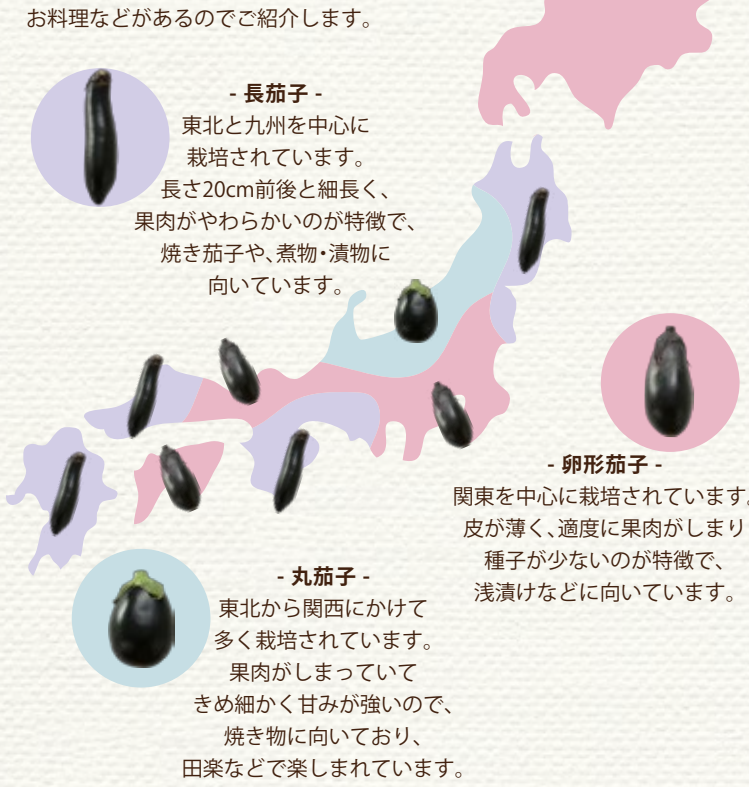 お料理などがあるのでご紹介します。
- 長茄子 -
東北と九州を中心に
栽培されています。
長さ20cm前後と細長く、
果肉がやわらかいのが特徴で、
焼き茄子や、煮物・漬物に
向いています。
- 卵形茄子 -
関東を中心に栽培されています。
皮が薄く、適度に果肉がしまり
種子が少ないのが特徴で、
浅漬けなどに向いています。
- 丸茄子 -
東北から関西にかけて
多く栽培されています。
果肉がしまっていて
きめ細かく甘みが強いので、
焼き物に向いており、
田楽などで楽しまれています。